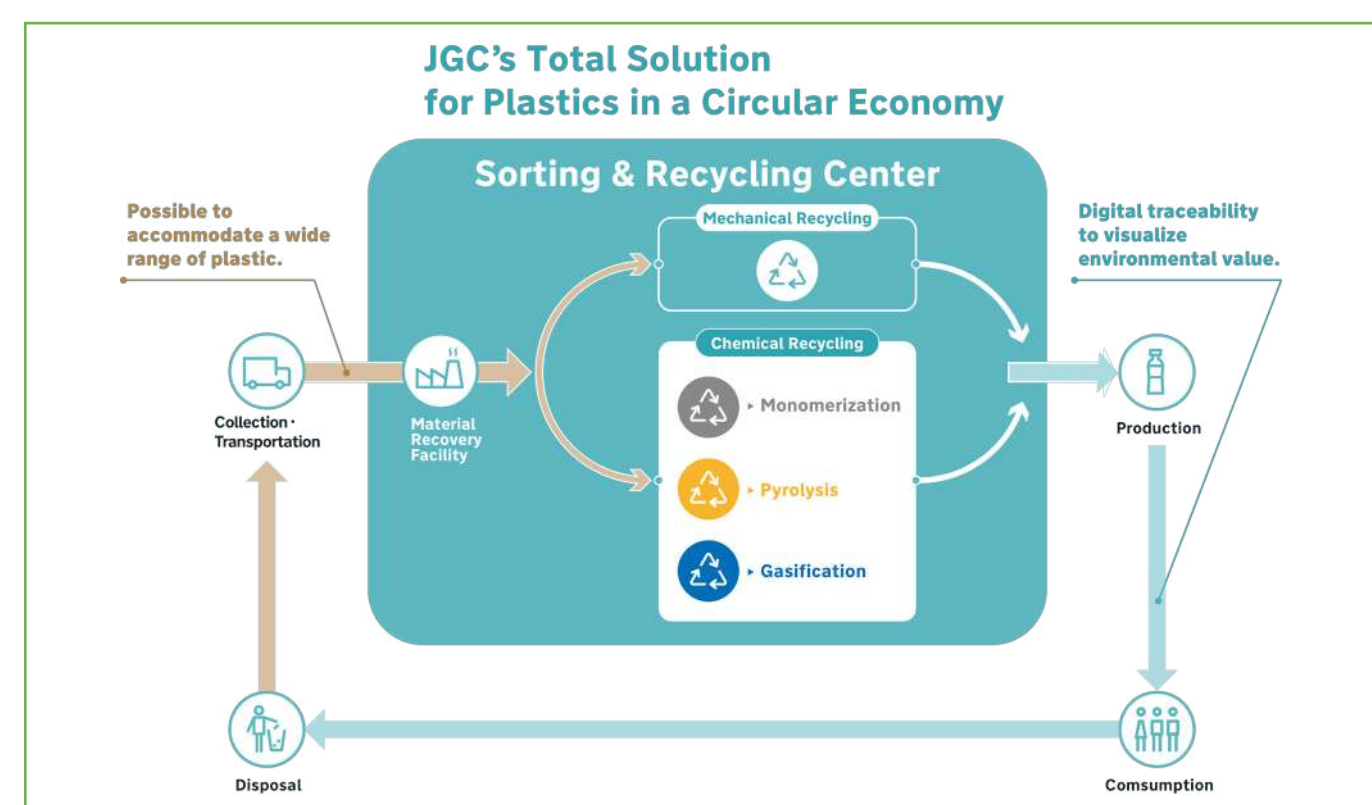 JGC's Total Solution
for Plastics in a Circular Economy
Sorting & Recycling Center
Possible to
accommodate a wide
range of plastic.
Mechanical Recycling
Digital traceability
to visualize
environmental value.
Chemical Recycling
Collection・
Transportation
Material
Recovery
Facility
▸ Monomerization
▸ Pyrolysis
▸ Gasification
Production
Disposal
Comsumption